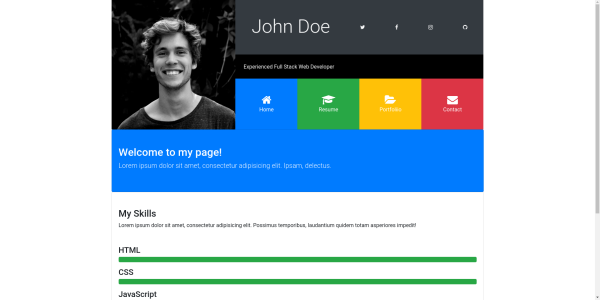 John Doe
Experienced Full Stack Web Developer
Home
Resume
Portfolio
Contact
Welcome to my page!
Lorem ipsum dolor sit amet, consectetur adipisicing elit. Ipsam, delectus.
My Skills
Lorem ipsum dolor sit amet, consectetur adipisicing elit. Possimus temporibus, laudantium quidem totam asperiores impedit!
HTML
CSS
JavaScript